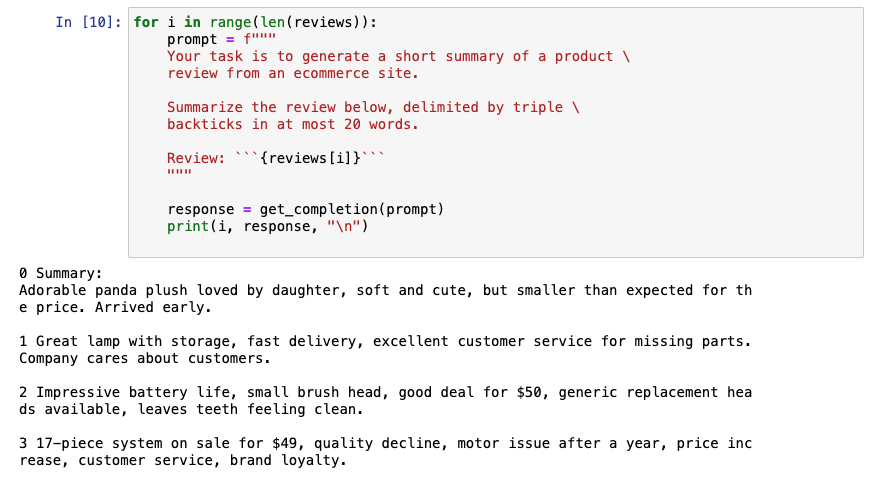 In [10]: for i in range(len(reviews)):
    prompt = f"""
    Your task is to generate a short summary of a product \
    review from an ecommerce site.

    Summarize the review below, delimited by triple \
    backticks in at most 20 words.

    Review: ```{reviews[i]}```
    """

    response = get_completion(prompt)
    print(i, response, "\n")

0 Summary:
Adorable panda plush loved by daughter, soft and cute, but smaller than expected for th
e price. Arrived early.

1 Great lamp with storage, fast delivery, excellent customer service for missing parts.
Company cares about customers.

2 Impressive battery life, small brush head, good deal for $50, generic replacement hea
ds available, leaves teeth feeling clean.

3 17-piece system on sale for $49, quality decline, motor issue after a year, price inc
rease, customer service, brand loyalty.